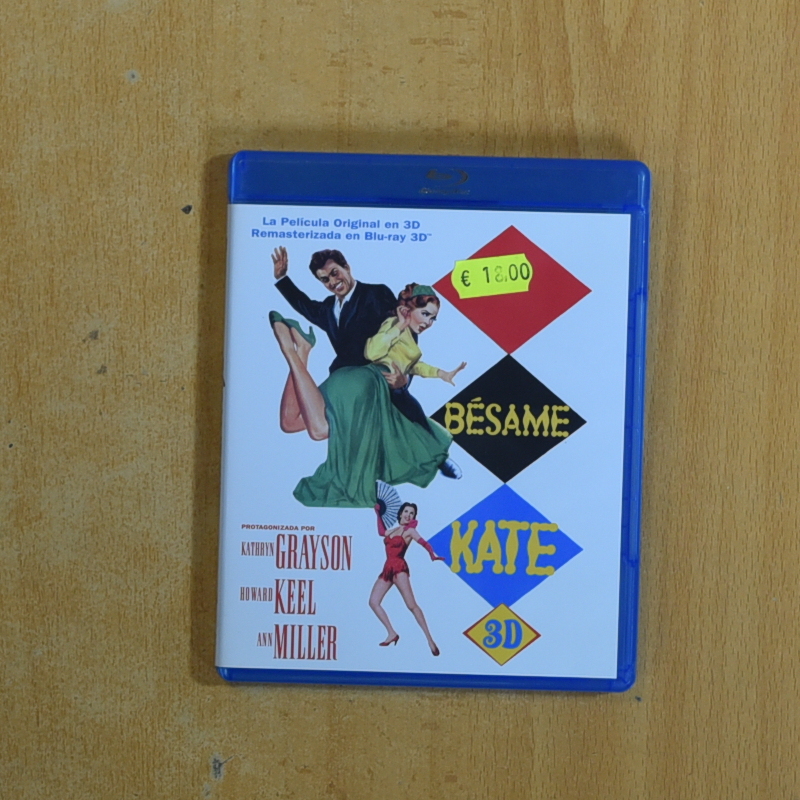 La Película Original en 3D
Remasterizada en Blu-ray 3D™
€ 18,00
BÉSAME
KATE
3D
PROTAGONIZADA POR
KATHRYN GRAYSON
HOWARD KEEL
ANN MILLER